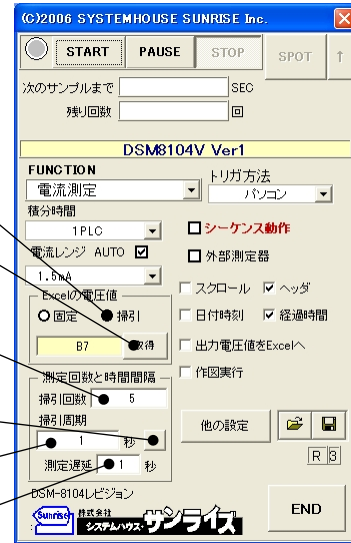 (C)2006 SYSTEMHOUSE SUNRISE Inc.
START PAUSE STOP SPOT ↑
次のサンプルまで SEC
残り回数 回
DSM8104V Ver1
FUNCTION
電流測定
トリガ方法
パソコン
積分時間
1PLC
シーケンス動作
電流レンジ AUTO
外部測定器
1.5mA
Excelの電圧値
固定 掃引
スクロール ヘッダ
日付時刻 経過時間
B7 取得
出力電圧値をExcelへ
作図実行
測定回数と時間間隔
掃引回数 5
掃引周期
1 秒
他の設定
測定遅延 1 秒
R 3
DSM-8104レビジョン
:
Sunrise 株式会社 システムハウス・サンライズ
END